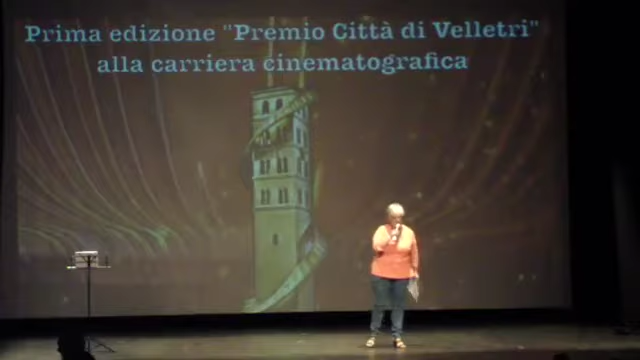 Prima edizione "Premio Città di Velletri"
alla carriera cinematografica